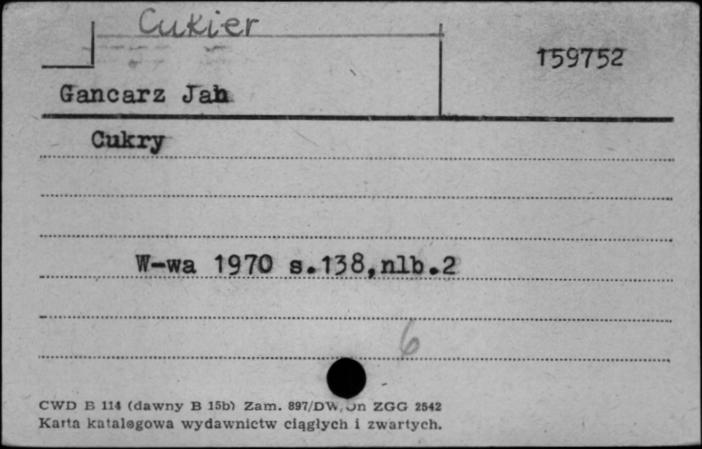 Cukier
159752
Gancarz Jan
Cukry
W-wa 1970 s.138,nlb.2
6
CWD B 114 (dawny B 15b) Zam. 897/DW, ZGG 2542
Karta katalogowa wydawnictw ciągłych i zwartych.